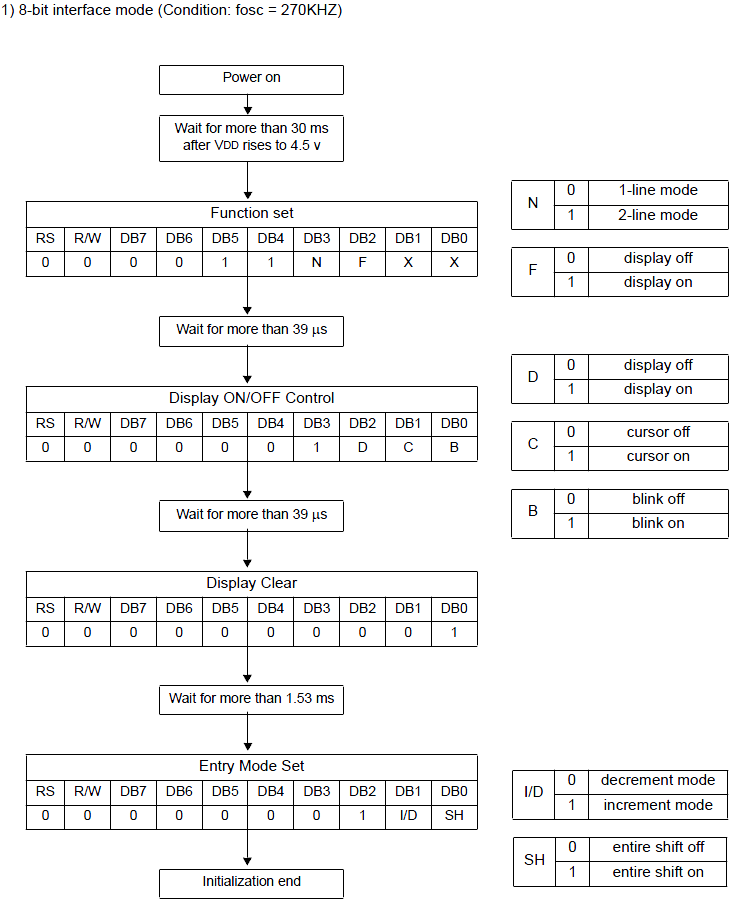 1) 8-bit interface mode (Condition: fosc = 270KHZ)
Power on
Wait for more than 30 ms
after VDD rises to 4.5 v
Function set
RS R/W DB7 DB6 DB5 DB4 DB3 DB2 DB1 DB0
0 0 0 0 1 1 N F X X
N
0 1-line mode
1 2-line mode
F
0 display off
1 display on
Wait for more than 39 μs
Display ON/OFF Control
RS R/W DB7 DB6 DB5 DB4 DB3 DB2 DB1 DB0
0 0 0 0 0 0 1 D C B
D
0 display off
1 display on
C
0 cursor off
1 cursor on
B
0 blink off
1 blink on
Wait for more than 39 μs
Display Clear
RS R/W DB7 DB6 DB5 DB4 DB3 DB2 DB1 DB0
0 0 0 0 0 0 0 0 0 1
Wait for more than 1.53 ms
Entry Mode Set
RS R/W DB7 DB6 DB5 DB4 DB3 DB2 DB1 DB0
0 0 0 0 0 0 0 1 I/D SH
I/D
0 decrement mode
1 increment mode
SH
0 entire shift off
1 entire shift on
Initialization end